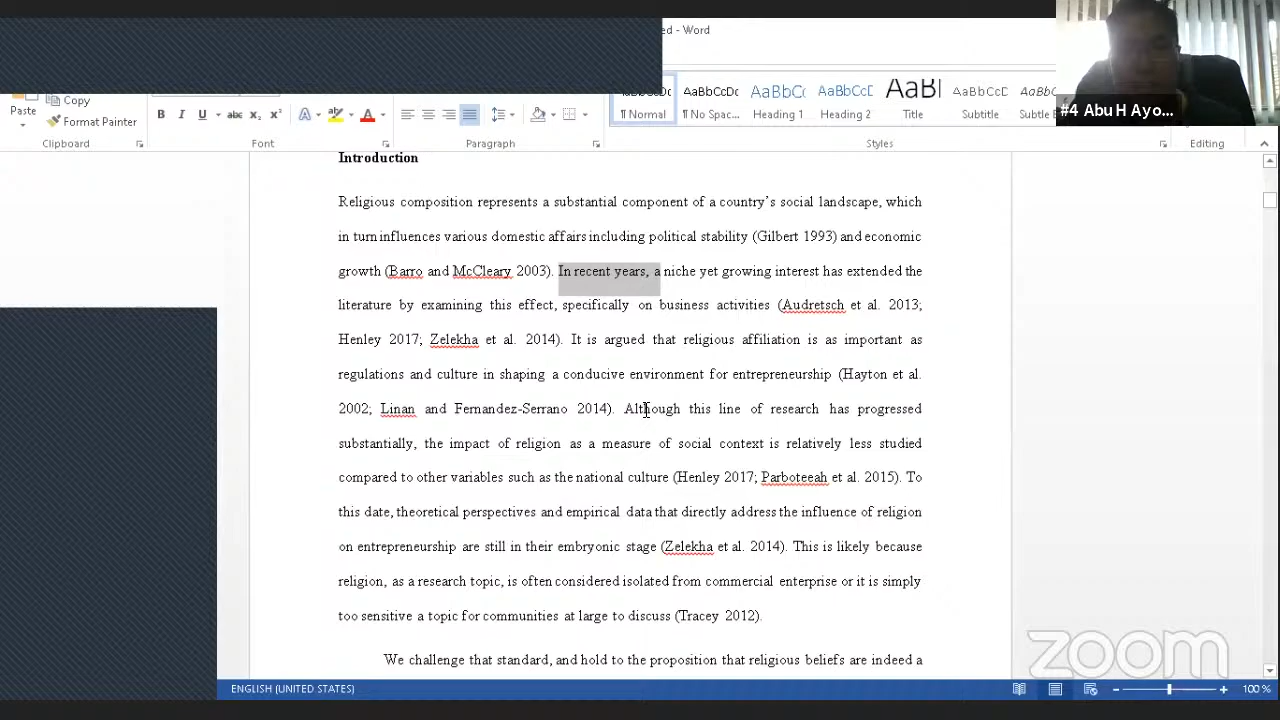 ed - Word
#4 Abu H Ayo...
Paste
Copy
Format Painter
B I U abc x₂ x²
A
A
AaBbCcDc
AaBbCcDc
AaBbC(
AaBbCcD
AaBl
AaBbCcD
¶ Normal
¶ No Spac...
Heading 1
Heading 2
Title
Subtitle
Subtle E
Clipboard
Font
Paragraph
Styles
Editing
Introduction
Religious composition represents a substantial component of a country's social landscape, which
in turn influences various domestic affairs including political stability (Gilbert 1993) and economic
growth (Barro and McCleary 2003). In recent years, a niche yet growing interest has extended the
literature by examining this effect, specifically on business activities (Audretsch et al. 2013;
Henley 2017; Zelekha et al. 2014). It is argued that religious affiliation is as important as
regulations and culture in shaping a conducive environment for entrepreneurship (Hayton et al.
2002; Linan and Fernandez-Serrano 2014). Although this line of research has progressed
substantially, the impact of religion as a measure of social context is relatively less studied
compared to other variables such as the national culture (Henley 2017; Parboteeah et al. 2015). To
this date, theoretical perspectives and empirical data that directly address the influence of religion
on entrepreneurship are still in their embryonic stage (Zelekha et al. 2014). This is likely because
religion, as a research topic, is often considered isolated from commercial enterprise or it is simply
too sensitive a topic for communities at large to discuss (Tracey 2012).
We challenge that standard, and hold to the proposition that religious beliefs are indeed a
zoom
ENGLISH (UNITED STATES)
100 %